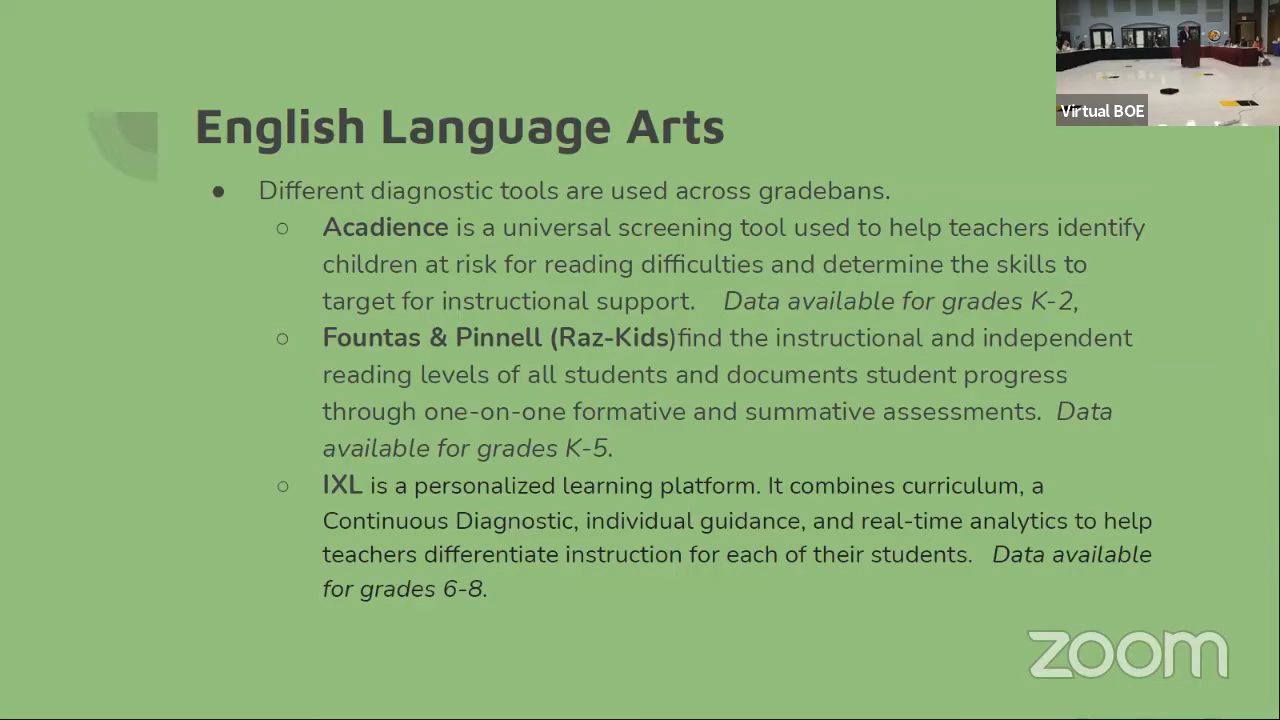 Virtual BOE
English Language Arts
● Different diagnostic tools are used across gradebans.
○ Acadience is a universal screening tool used to help teachers identify
children at risk for reading difficulties and determine the skills to
target for instructional support. Data available for grades K-2,
○ Fountas & Pinnell (Raz-Kids)find the instructional and independent
reading levels of all students and documents student progress
through one-on-one formative and summative assessments. Data
available for grades K-5.
○ IXL is a personalized learning platform. It combines curriculum, a
Continuous Diagnostic, individual guidance, and real-time analytics to help
teachers differentiate instruction for each of their students. Data available
for grades 6-8.
zoom